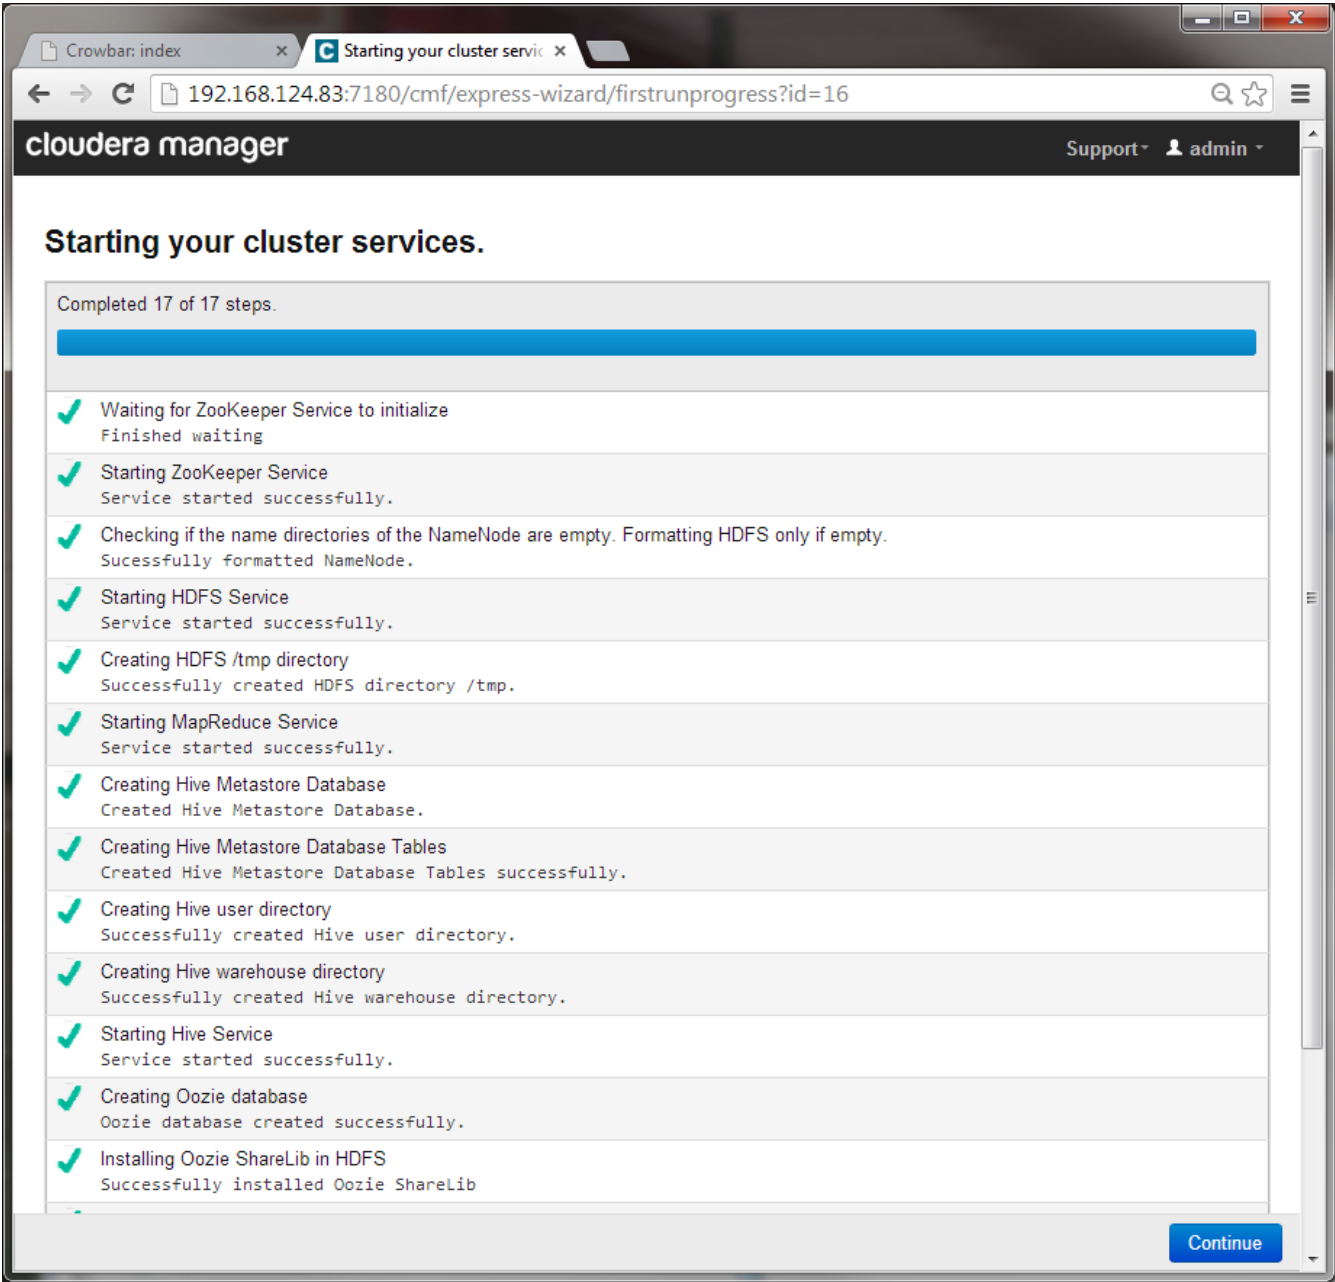 Crowbar: index
Starting your cluster servic
192.168.124.83:7180/cmf/express-wizard/firstrunprogress?id=16
cloudera manager
Support
admin
Starting your cluster services.
Completed 17 of 17 steps.
Waiting for ZooKeeper Service to initialize
Finished waiting
Starting ZooKeeper Service
Service started successfully.
Checking if the name directories of the NameNode are empty. Formatting HDFS only if empty.
Sucessfully formatted NameNode.
Starting HDFS Service
Service started successfully.
Creating HDFS /tmp directory
Successfully created HDFS directory /tmp.
Starting MapReduce Service
Service started successfully.
Creating Hive Metastore Database
Created Hive Metastore Database.
Creating Hive Metastore Database Tables
Created Hive Metastore Database Tables successfully.
Creating Hive user directory
Successfully created Hive user directory.
Creating Hive warehouse directory
Successfully created Hive warehouse directory.
Starting Hive Service
Service started successfully.
Creating Oozie database
Oozie database created successfully.
Installing Oozie ShareLib in HDFS
Successfully installed Oozie ShareLib
Continue